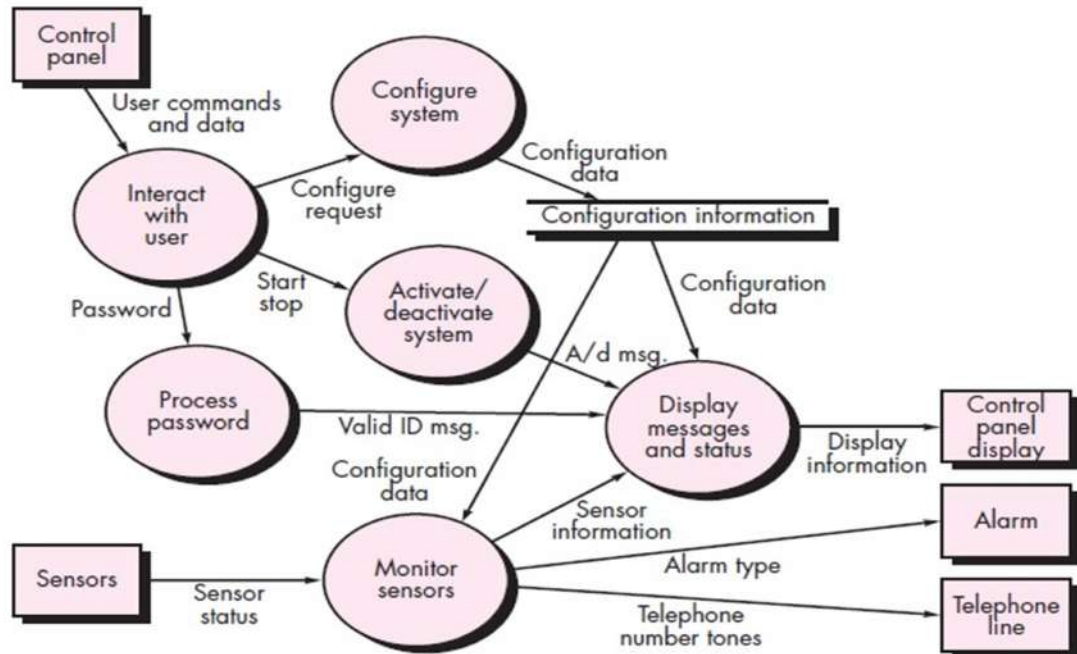 Control
panel
User commands
and data
Configure
system
Interact
with
user
Configure
request
Configuration
data
Configuration information
Start
stop
Password
Activate/
deactivate
system
Configuration
data
A/d msg.
Process
password
Valid ID msg.
Display
messages
and status
Display
information
Control
panel
display
Configuration
data
Sensor
information
Sensors
Sensor
status
Monitor
sensors
Alarm type
Alarm
Telephone
number tones
Telephone
line